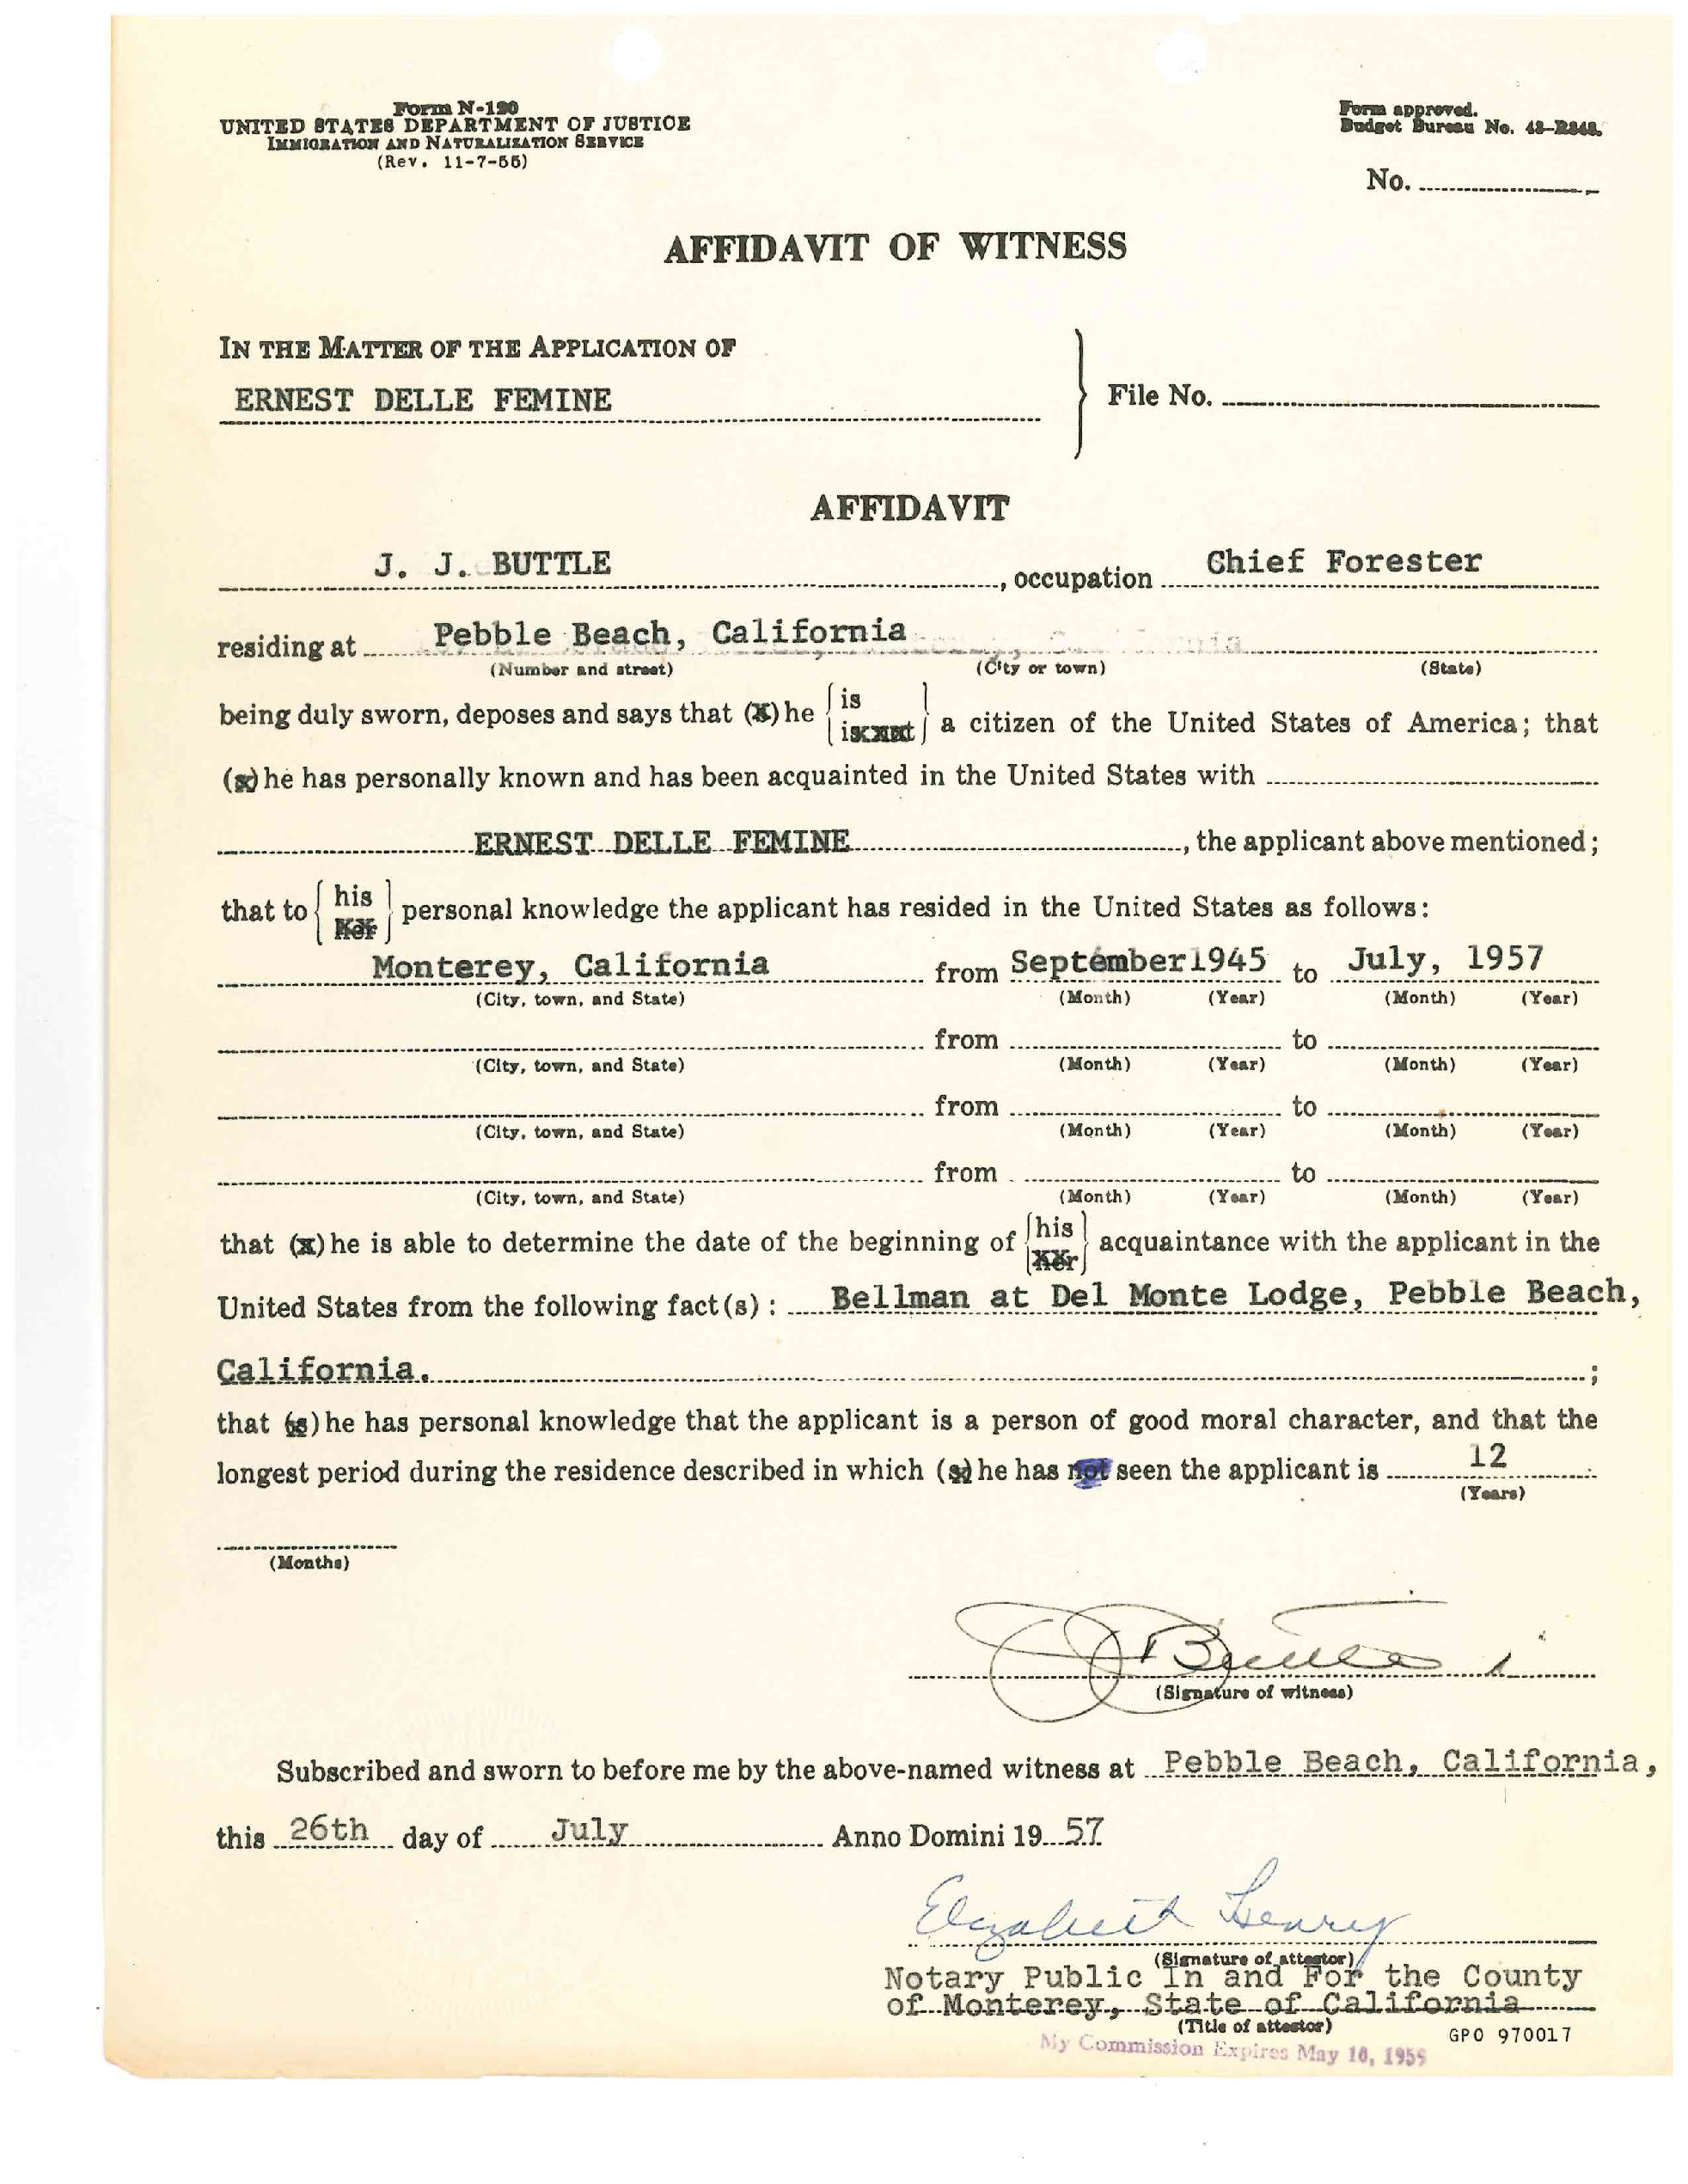 Form N-120
UNITED STATES DEPARTMENT OF JUSTICE
IMMIGRATION AND NATURALIZATION SERVICE
(Rev. 11-7-55)
Form approved.
Budget Bureau No. 43-R348.
No.
AFFIDAVIT OF WITNESS
IN THE MATTER OF THE APPLICATION OF
ERNEST DELLE FEMINE
File No.
AFFIDAVIT
J. J. BUTTLE, occupation Chief Forester
residing at Pebble Beach, California
(Number and street) (City or town) (State)
being duly sworn, deposes and says that (s) he { is / is not } a citizen of the United States of America; that
(s) he has personally known and has been acquainted in the United States with
ERNEST DELLE FEMINE, the applicant above mentioned;
that to { his / her } personal knowledge the applicant has resided in the United States as follows:
Monterey, California from September 1945 to July, 1957
(City, town, and State) (Month) (Year) (Month) (Year)
from to
(City, town, and State) (Month) (Year) (Month) (Year)
from to
(City, town, and State) (Month) (Year) (Month) (Year)
from to
(City, town, and State) (Month) (Year) (Month) (Year)
that (s) he is able to determine the date of the beginning of { his / her } acquaintance with the applicant in the
United States from the following fact(s) : Bellman at Del Monte Lodge, Pebble Beach,
California. ;
that (s) he has personal knowledge that the applicant is a person of good moral character, and that the
longest period during the residence described in which (s) he has not seen the applicant is 12
(Years)
(Months)
JJ Buttle
(Signature of witness)
Subscribed and sworn to before me by the above-named witness at Pebble Beach, California,
this 26th day of July Anno Domini 19 57
Elizabeth Henry
(Signature of attestor)
Notary Public In and For the County
of Monterey, State of California
(Title of attestor)
GPO 970017
My Commission Expires May 10, 1959